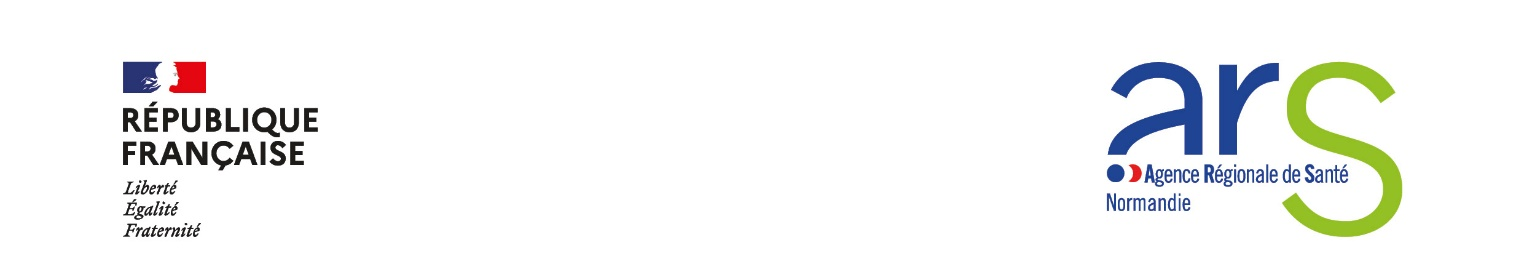 RÉPUBLIQUE
FRANÇAISE
Liberté
Égalité
Fraternité
ars
Agence Régionale de Santé
Normandie